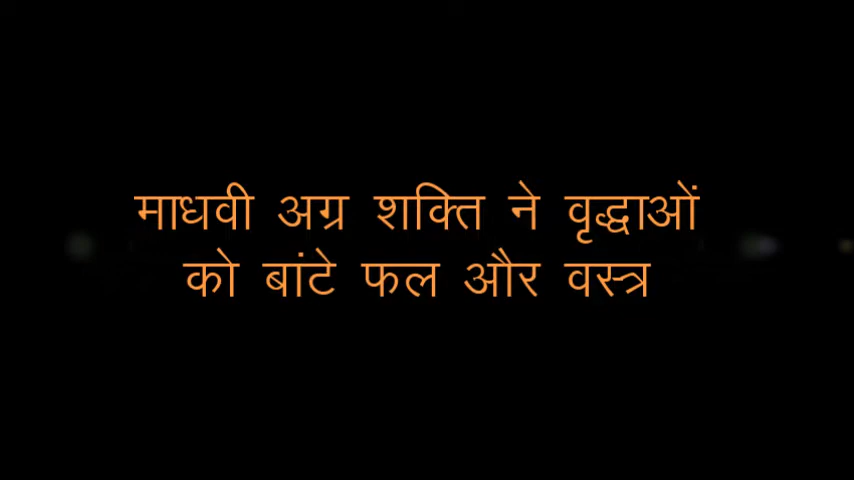 माधवी अग्र शक्ति ने वृद्धाओं
को बांटे फल और वस्त्र